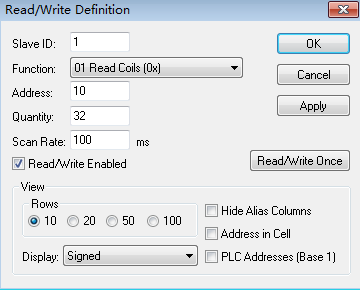 Read/Write Definition
Slave ID: 1
OK
Function: 01 Read Coils (0x)
Cancel
Address: 10
Apply
Quantity: 32
Scan Rate: 100 ms
Read/Write Enabled
Read/Write Once
View
Rows
10 20 50 100
Hide Alias Columns
Address in Cell
Display: Signed
PLC Addresses (Base 1)